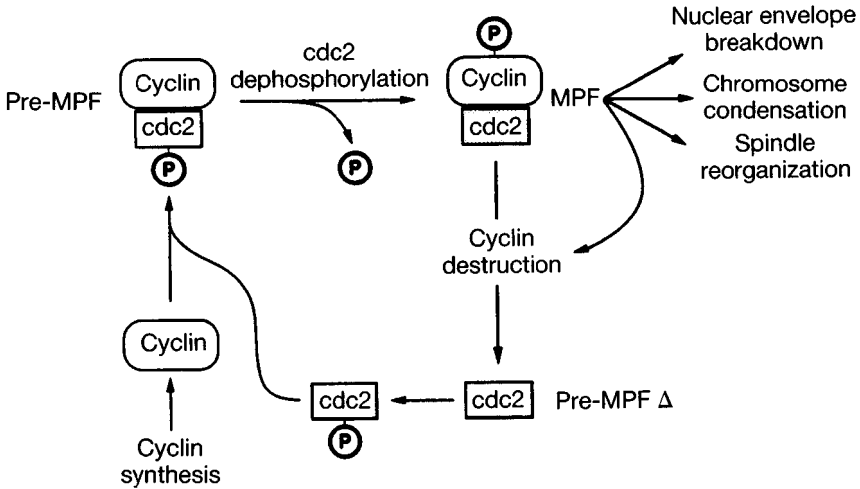 Nuclear envelope
breakdown
P
cdc2
dephosphorylation
Cyclin
Cyclin
Pre-MPF
MPF
Chromosome
condensation
cdc2
cdc2
Spindle
reorganization
P
P
Cyclin
destruction
Cyclin
cdc2
cdc2
Pre-MPF Δ
P
Cyclin
synthesis